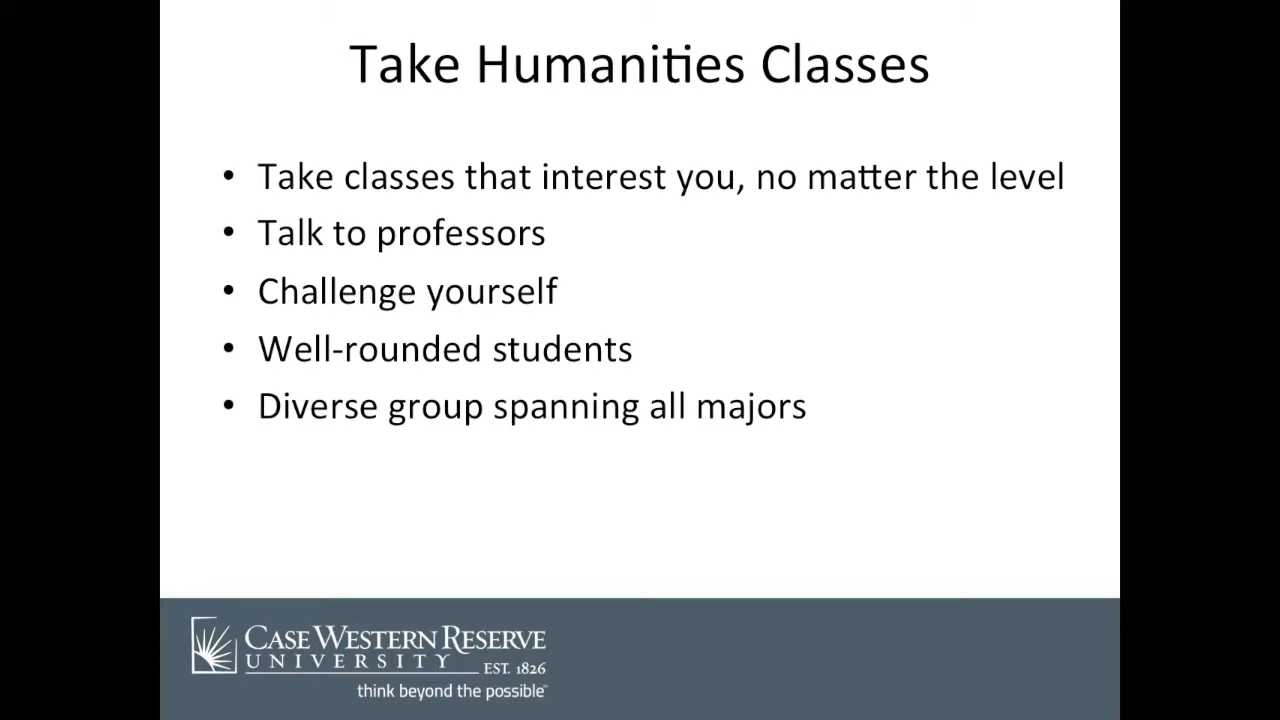 Take Humanities Classes
• Take classes that interest you, no matter the level
• Talk to professors
• Challenge yourself
• Well-rounded students
• Diverse group spanning all majors
CASE WESTERN RESERVE
UNIVERSITY EST. 1826
think beyond the possible™